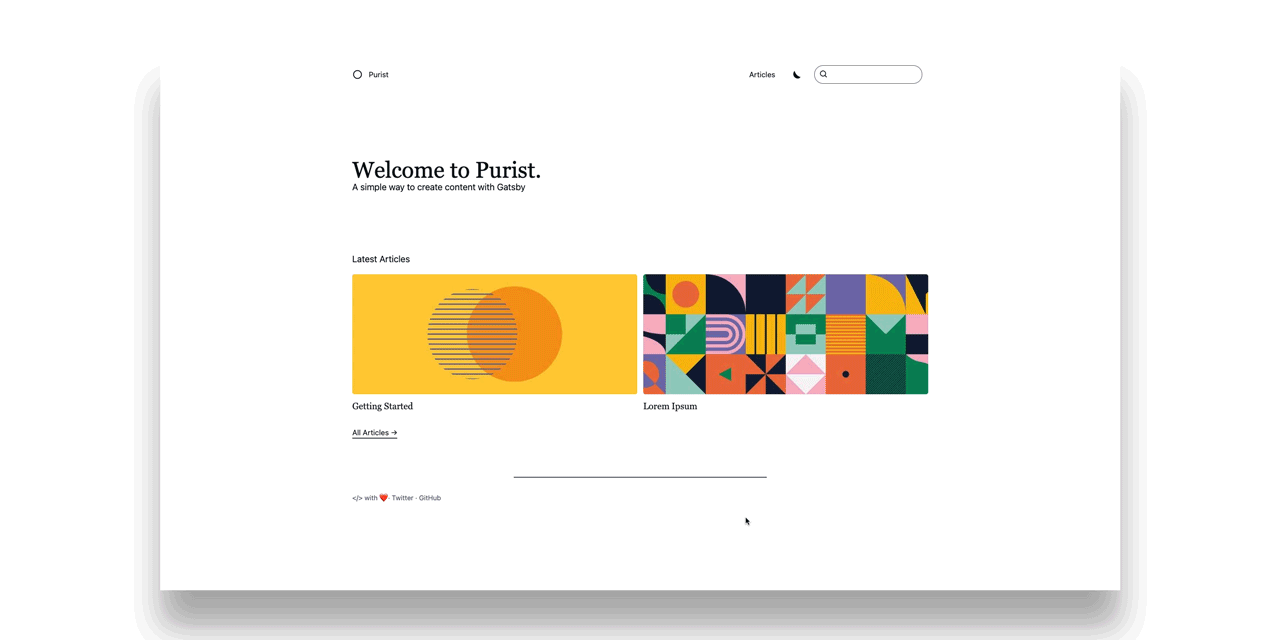 Purist
Articles
Welcome to Purist.
A simple way to create content with Gatsby
Latest Articles
Getting Started
Lorem Ipsum
All Articles →
</> with ❤️ · Twitter · GitHub